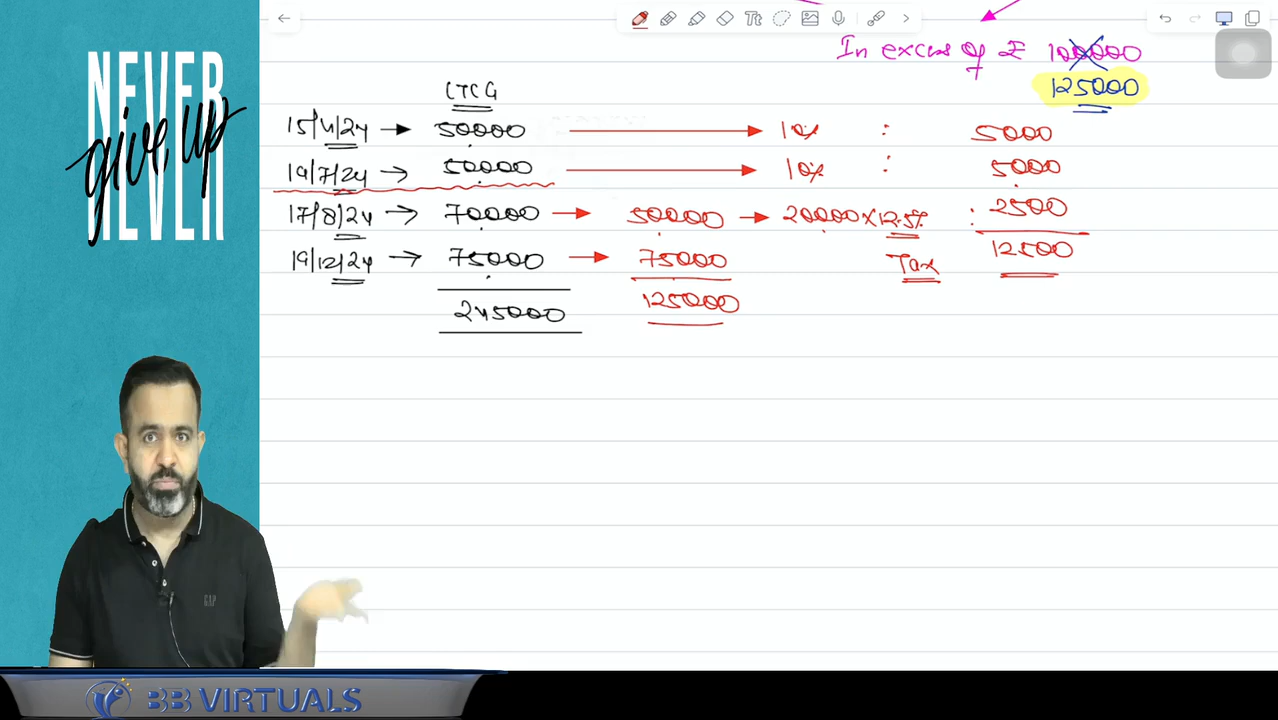 NEVER
give up
NEVER
In excess of ₹ 100000
125000
LTCG
15/4/24 → 50000 → 10% : 5000
19/7/24 → 50000 → 10% : 5000
17/8/24 → 70000 → 50000 → 20000 x 12.5% : 2500
19/12/24 → 75000 → 75000 Tax 12500
245000 125000
GAP
BB VIRTUALS